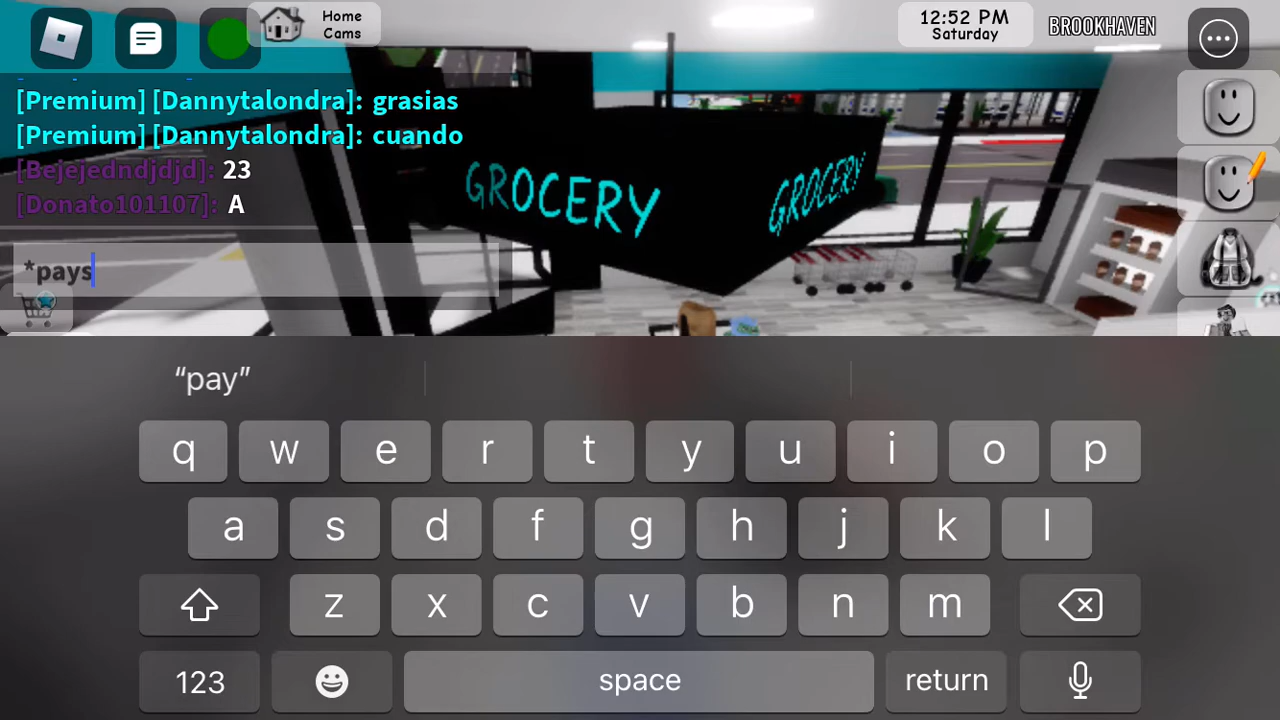 Home
Cams
12:52 PM
Saturday
BROOKHAVEN
[Premium] [Dannytalondra]: grasias
[Premium] [Dannytalondra]: cuando
[Bejejedndjdjd]: 23
[Donato101107]: A
*pays
GROCERY
GROCERY
“pay”
q w e r t y u i o p
a s d f g h j k l
z x c v b n m
123 space return